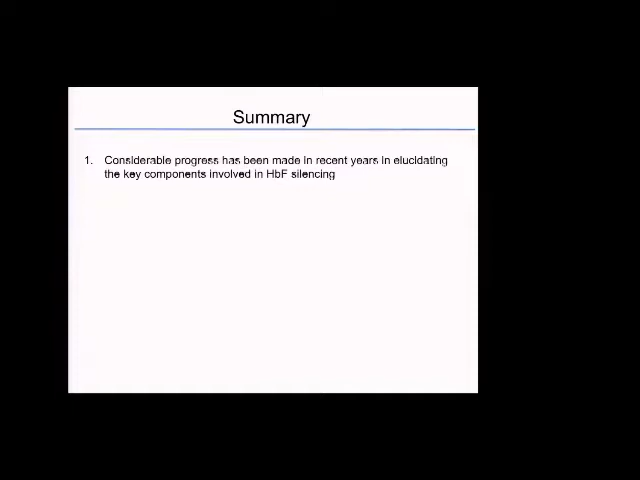 Summary
1. Considerable progress has been made in recent years in elucidating
the key components involved in HbF silencing